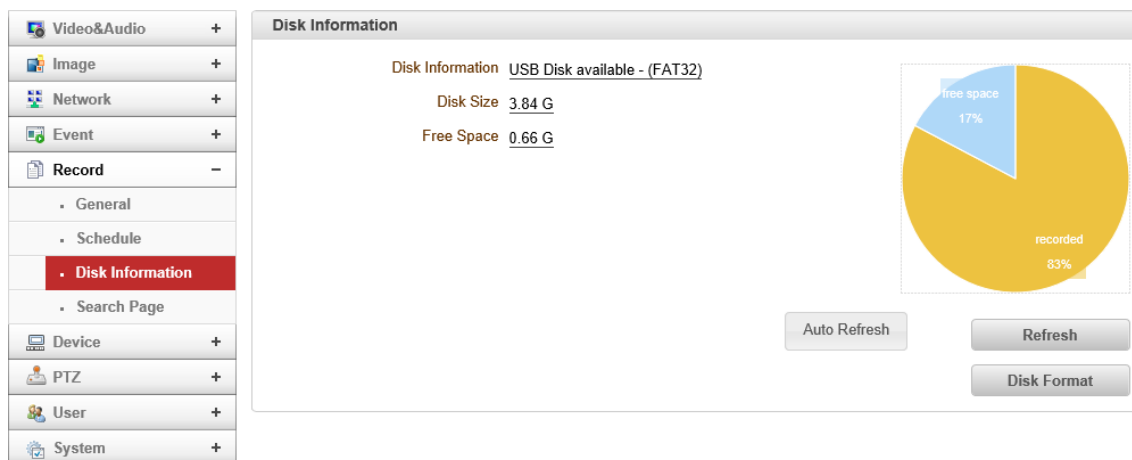 Video&Audio +
Image +
Network +
Event +
Record −
General
Schedule
Disk Information
Search Page
Device +
PTZ +
User +
System +
Disk Information
Disk Information USB Disk available - (FAT32)
Disk Size 3.84 G
Free Space 0.66 G
free space
17%
recorded
83%
Auto Refresh
Refresh
Disk Format